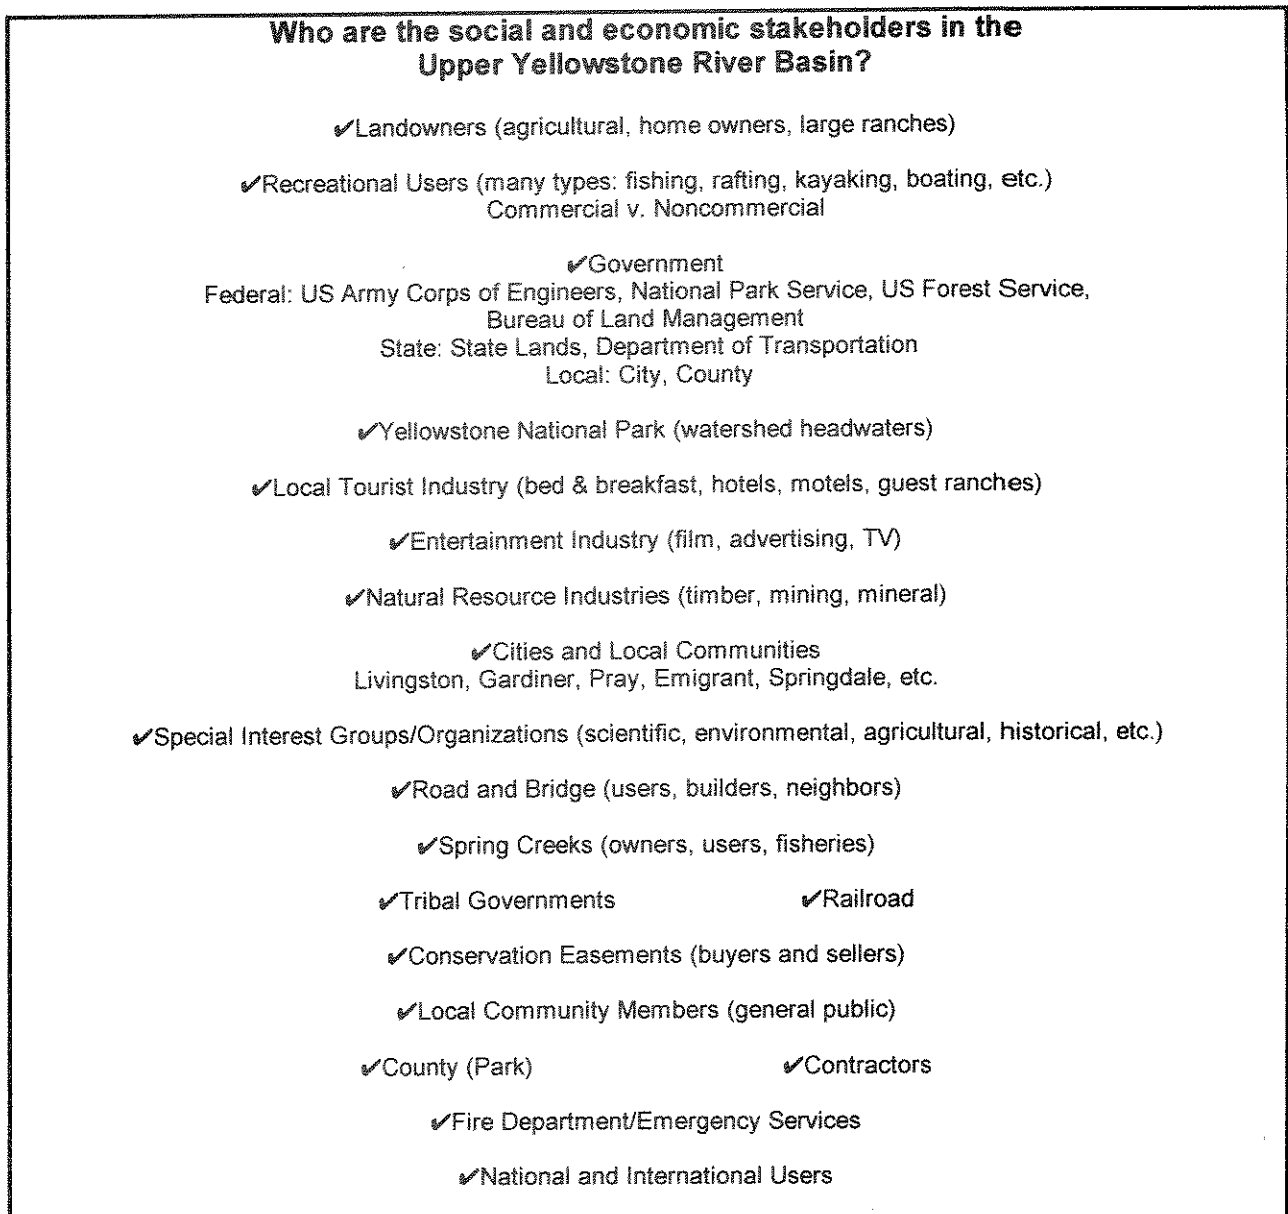 Who are the social and economic stakeholders in the
Upper Yellowstone River Basin?
✔Landowners (agricultural, home owners, large ranches)
✔Recreational Users (many types: fishing, rafting, kayaking, boating, etc.)
Commercial v. Noncommercial
✔Government
Federal: US Army Corps of Engineers, National Park Service, US Forest Service,
Bureau of Land Management
State: State Lands, Department of Transportation
Local: City, County
✔Yellowstone National Park (watershed headwaters)
✔Local Tourist Industry (bed & breakfast, hotels, motels, guest ranches)
✔Entertainment Industry (film, advertising, TV)
✔Natural Resource Industries (timber, mining, mineral)
✔Cities and Local Communities
Livingston, Gardiner, Pray, Emigrant, Springdale, etc.
✔Special Interest Groups/Organizations (scientific, environmental, agricultural, historical, etc.)
✔Road and Bridge (users, builders, neighbors)
✔Spring Creeks (owners, users, fisheries)
✔Tribal Governments ✔Railroad
✔Conservation Easements (buyers and sellers)
✔Local Community Members (general public)
✔County (Park) ✔Contractors
✔Fire Department/Emergency Services
✔National and International Users